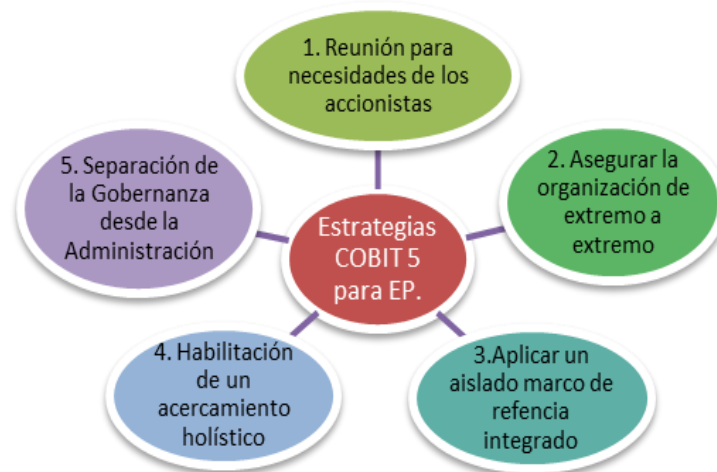 1. Reunión para
necesidades de los
accionistas
2. Asegurar la
organización de
extremo a
extremo
3.Aplicar un
aislado marco de
refencia
integrado
4. Habilitación
de un
acercamiento
holístico
5. Separación de
la Gobernanza
desde la
Administración
Estrategias
COBIT 5
para EP.